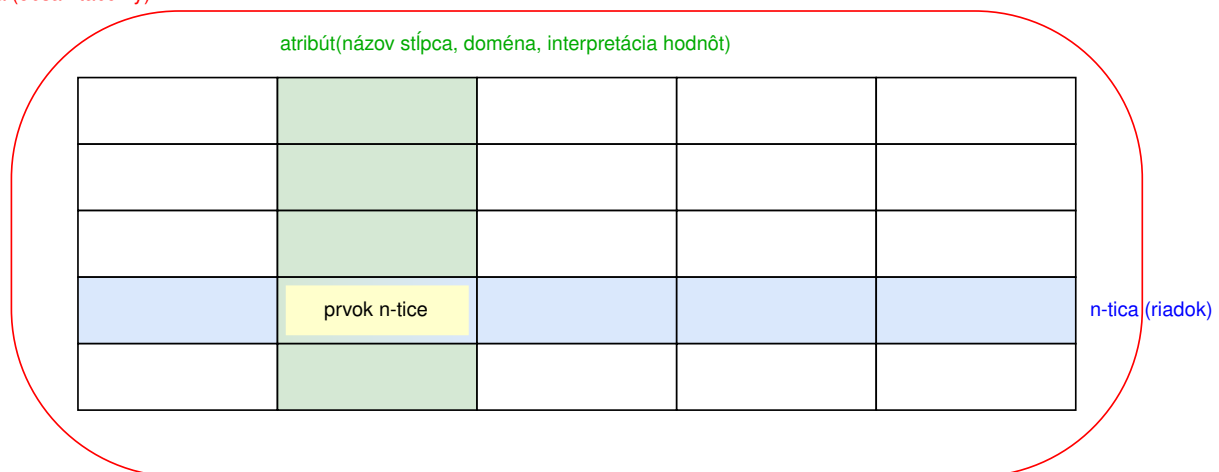 atribút(názov stĺpca, doména, interpretácia hodnôt)
prvok n-tice
n-tica (riadok)